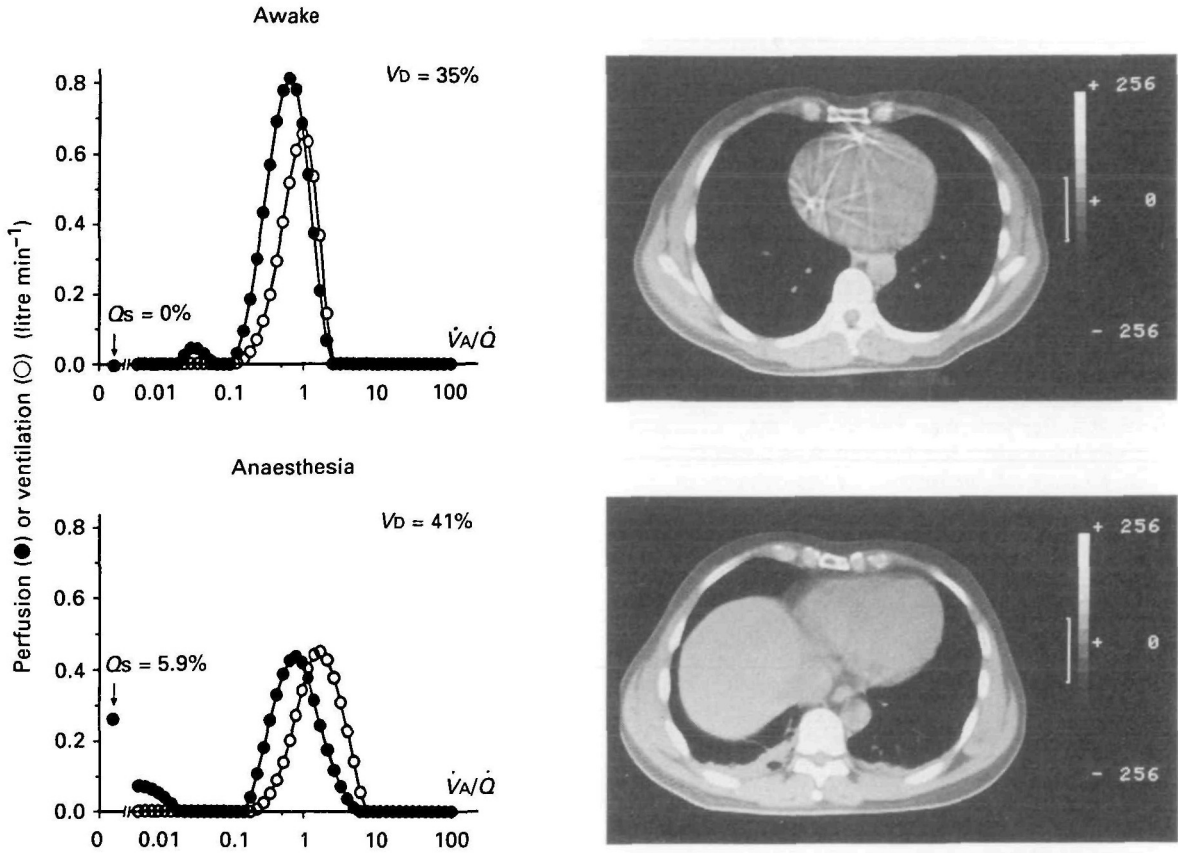 Awake
VD = 35%
0.8
0.6
0.4
0.2
0.0
Qs = 0%
V̇A/Q̇
0 0.01 0.1 1 10 100
Perfusion (●) or ventilation (○) (litre min⁻¹)
+ 256
+ 0
- 256
Anaesthesia
VD = 41%
0.8
0.6
0.4
0.2
0.0
Qs = 5.9%
V̇A/Q̇
0 0.01 0.1 1 10 100
+ 256
+ 0
- 256